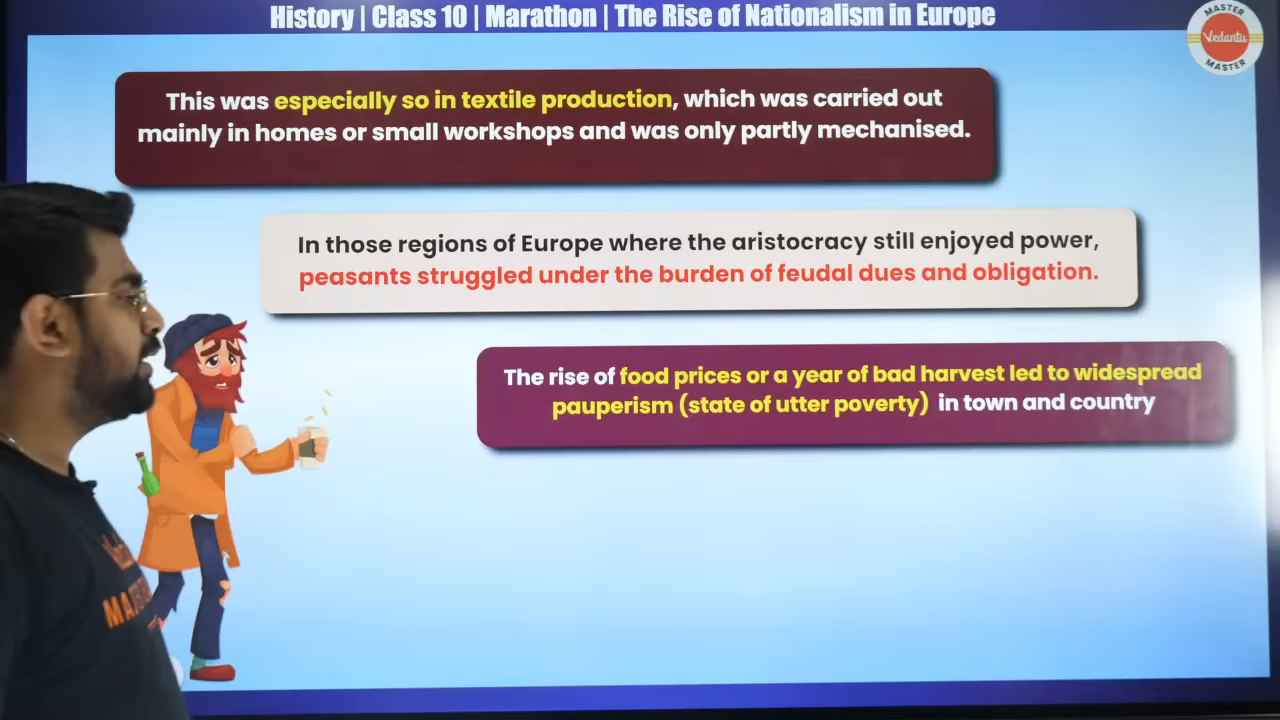 History | Class 10 | Marathon | The Rise of Nationalism in Europe
MASTER
Vedantu
MASTER
This was especially so in textile production, which was carried out
mainly in homes or small workshops and was only partly mechanised.
In those regions of Europe where the aristocracy still enjoyed power,
peasants struggled under the burden of feudal dues and obligation.
The rise of food prices or a year of bad harvest led to widespread
pauperism (state of utter poverty) in town and country